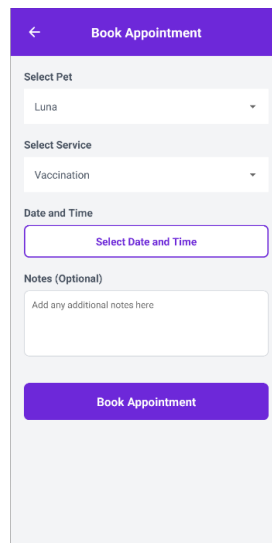 Book Appointment
Select Pet
Luna
Select Service
Vaccination
Date and Time
Select Date and Time
Notes (Optional)
Add any additional notes here
Book Appointment